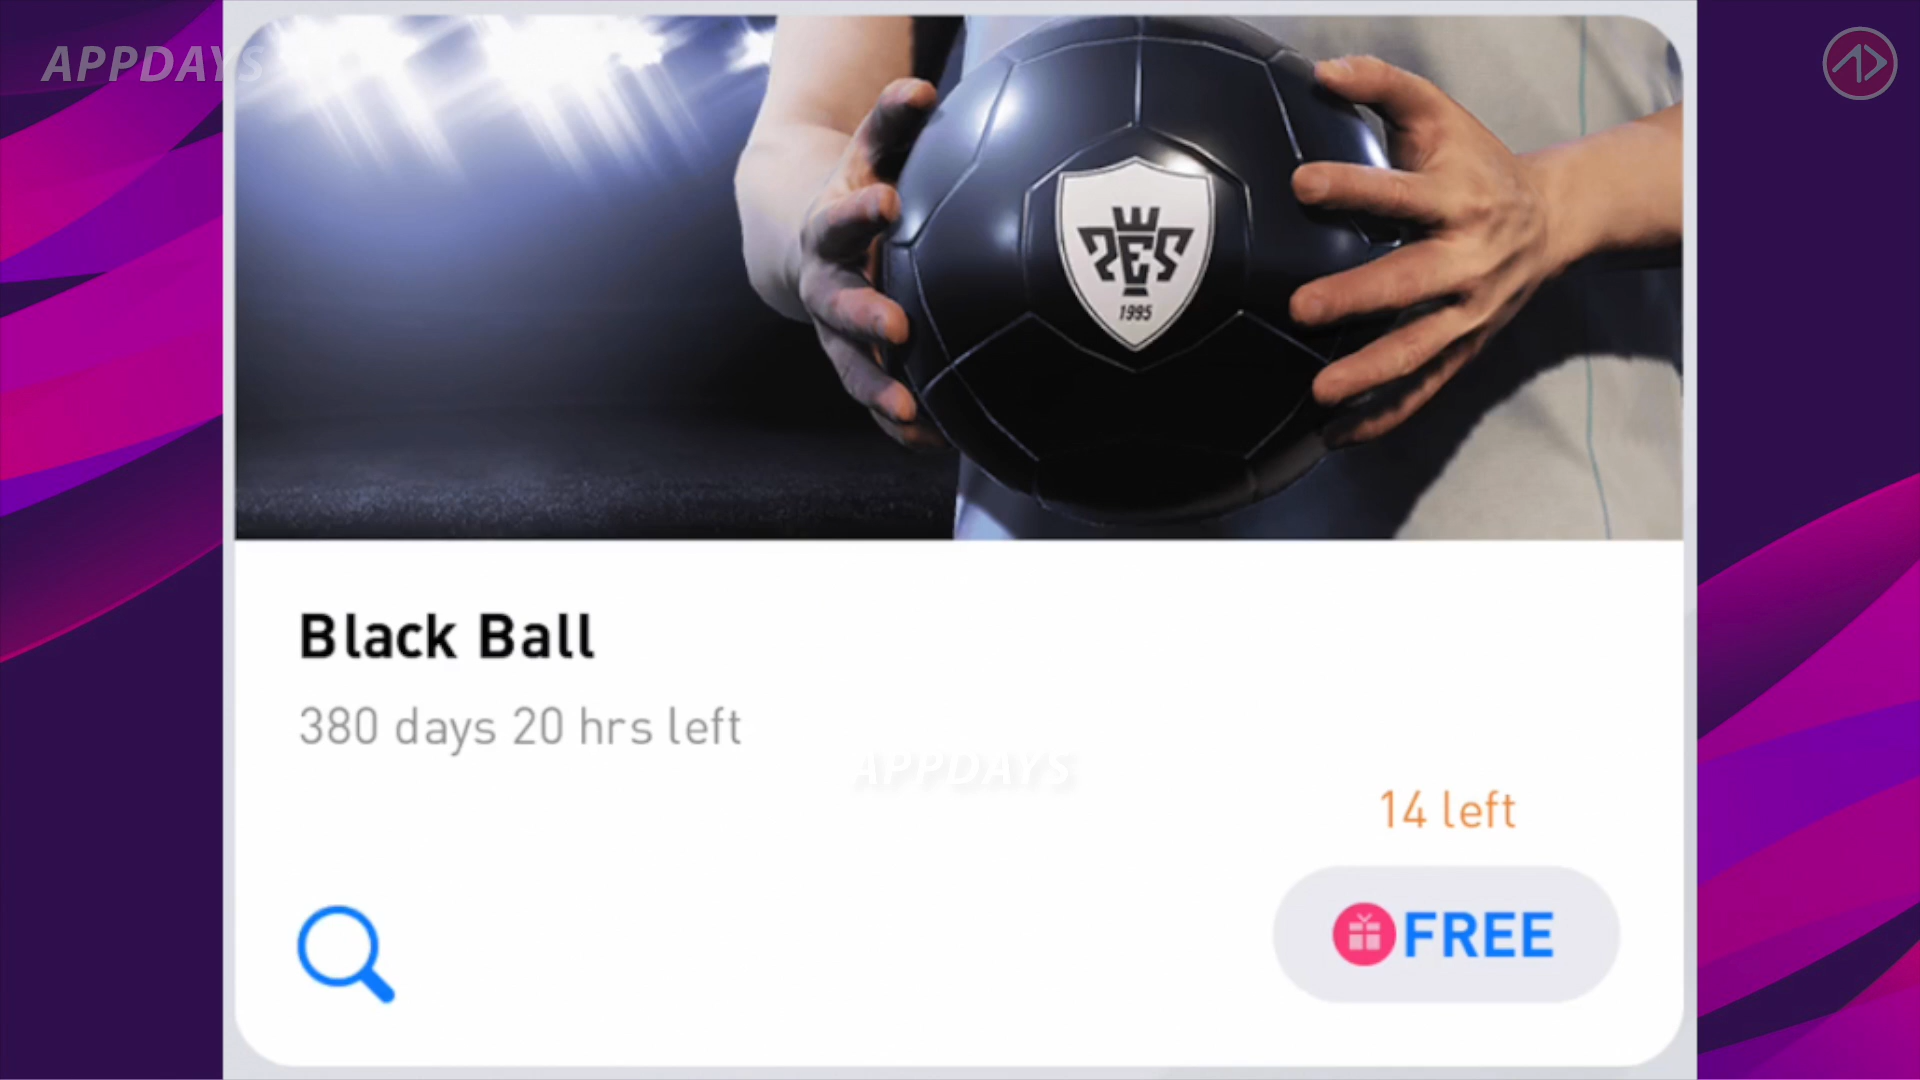 APPDAYS
PES
1995
Black Ball
380 days 20 hrs left
APPDAYS
14 left
FREE